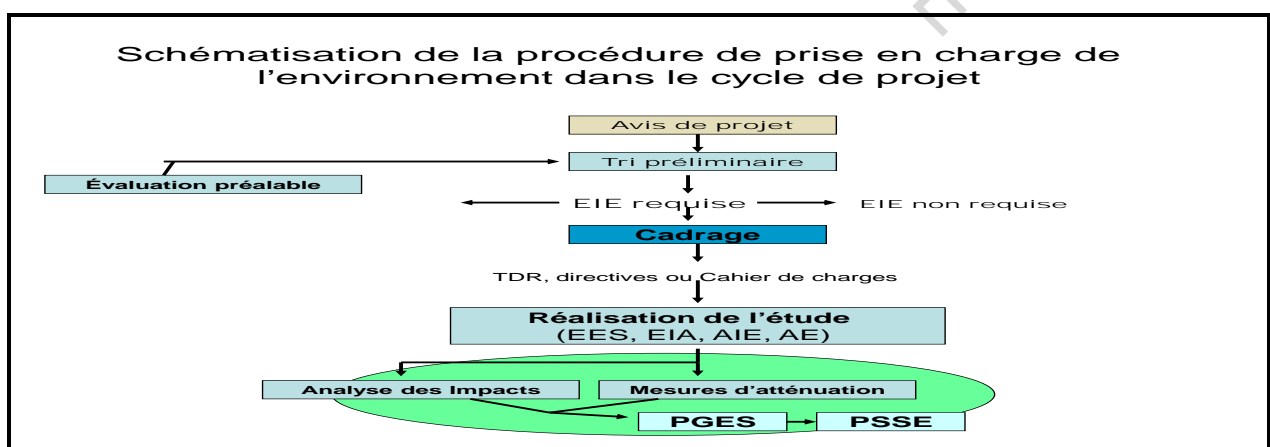 Schématisation de la procédure de prise en charge de
l'environnement dans le cycle de projet
Avis de projet
Tri préliminaire
Évaluation préalable
EIE requise
EIE non requise
Cadrage
TDR, directives ou Cahier de charges
Réalisation de l'étude
(EES, EIA, AIE, AE)
Analyse des Impacts
Mesures d'atténuation
PGES
PSSE